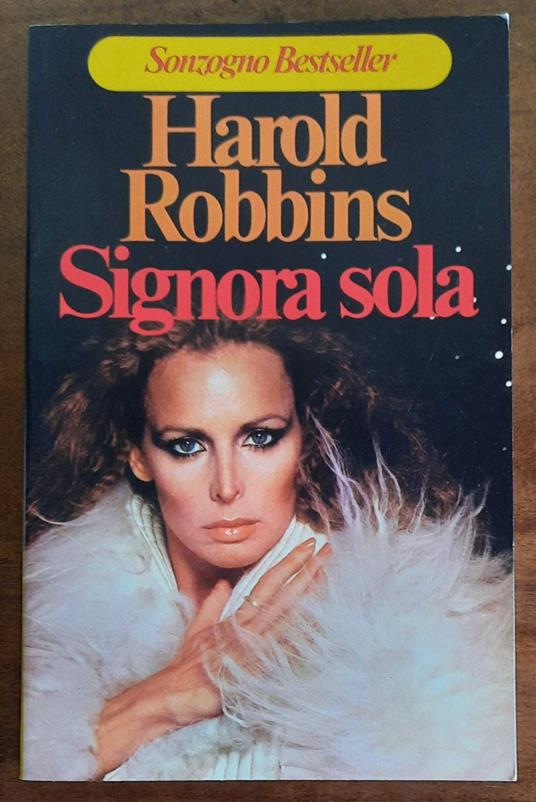 Sonzogno Bestseller
Harold
Robbins
Signora sola